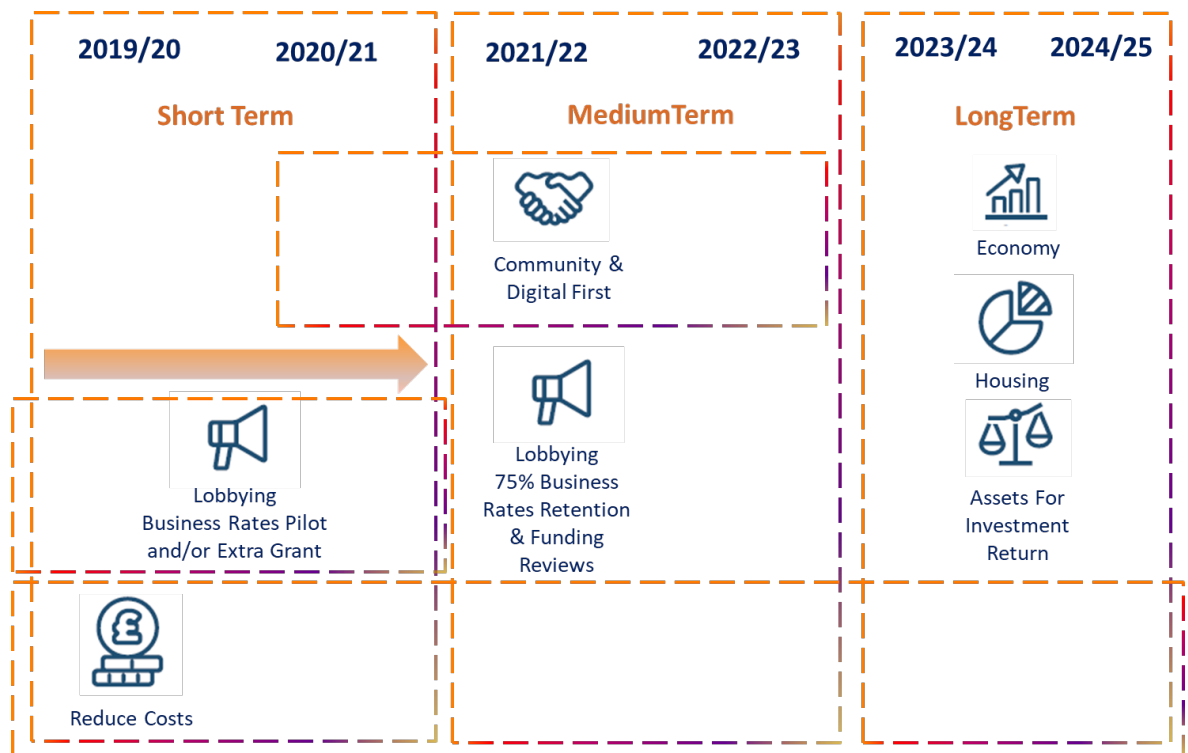 2019/20
2020/21
2021/22
2022/23
2023/24
2024/25
Short Term
MediumTerm
LongTerm
Community &
Digital First
Economy
Housing
Lobbying
Business Rates Pilot
and/or Extra Grant
Lobbying
75% Business
Rates Retention
& Funding
Reviews
Assets For
Investment
Return
£
Reduce Costs